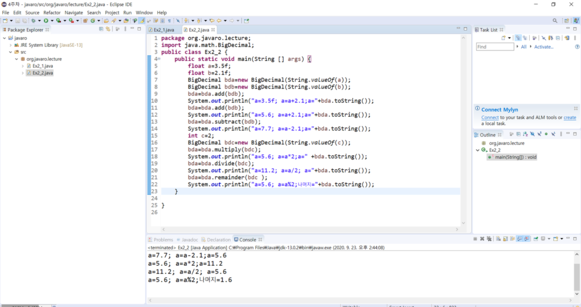 4주차 - javaro/src/org/javaro/lecture/Ex2_2.java - Eclipse IDE
File Edit Source Refactor Navigate Search Project Run Window Help
Package Explorer
javaro
JRE System Library [JavaSE-13]
src
org.javaro.lecture
Ex2_1.java
Ex2_2.java
Ex2_1.java
Ex2_2.java
1 package org.javaro.lecture;
2 import java.math.BigDecimal;
3 public class Ex2_2 {
4 public static void main(String [] args) {
5 float a=3.5f;
6 float b=2.1f;
7 BigDecimal bda=new BigDecimal(String.valueOf(a));
8 BigDecimal bdb=new BigDecimal(String.valueOf(b));
9 bda=bda.add(bdb);
10 System.out.println("a=3.5f; a=a+2.1;a="+bda.toString());
11 bda=bda.add(bdb);
12 System.out.println("a=5.6; a=a+2.1;a="+bda.toString());
13 bda=bda.subtract(bdb);
14 System.out.println("a=7.7; a=a-2.1;a="+bda.toString());
15 int c=2;
16 BigDecimal bdc=new BigDecimal(String.valueOf(c));
17 bda=bda.multiply(bdc);
18 System.out.println("a=5.6; a=a*2;a=" +bda.toString());
19 bda=bda.divide(bdc);
20 System.out.println("a=11.2; a=a/2; a="+bda.toString());
21 bda=bda.remainder(bdc );
22 System.out.println("a=5.6; a=a%2;나머지="+bda.toString());
23 }
24
25 }
26
Task List
Find
All
Activate...
Connect Mylyn
Connect to your task and ALM tools or create
a local task.
Outline
org.javaro.lecture
Ex2_2
main(String[]) : void
Problems Javadoc Declaration Console
<terminated> Ex2_2 [Java Application] C:\Program Files\Java\jdk-13.0.2\bin\javaw.exe (2020. 9. 23. 오후 2:44:08)
a=7.7; a=a-2.1;a=5.6
a=5.6; a=a*2;a=11.2
a=11.2; a=a/2; a=5.6
a=5.6; a=a%2;나머지=1.6